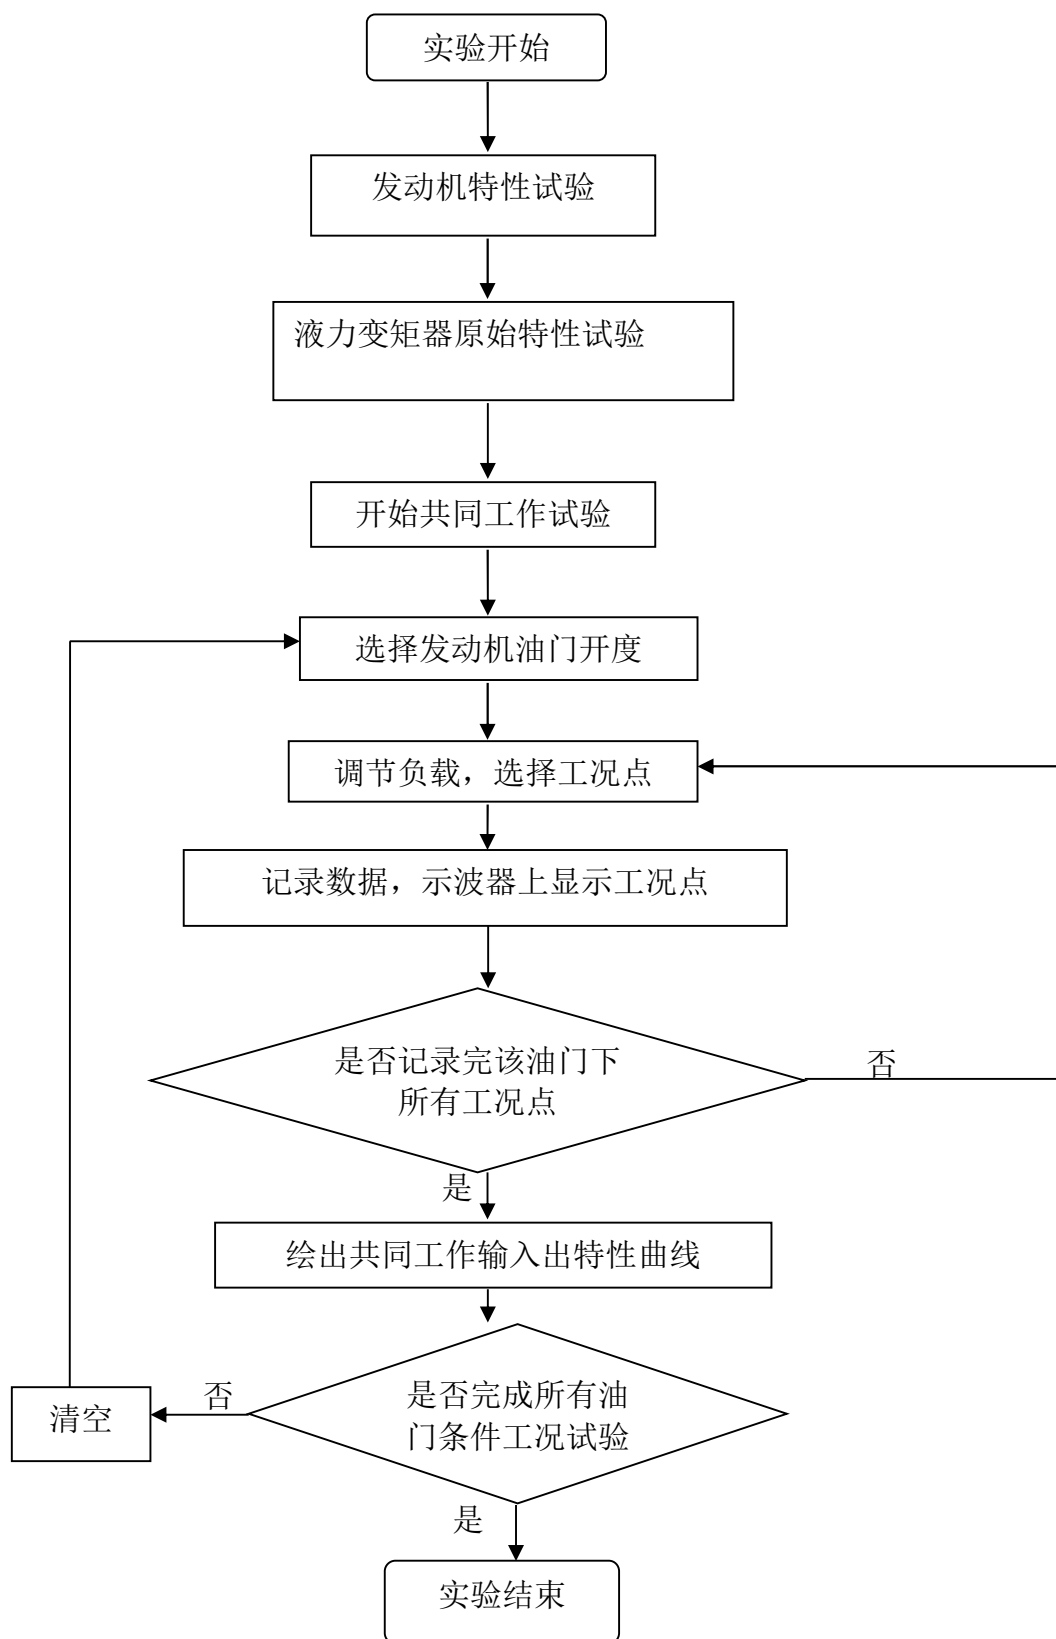 实验开始
发动机特性试验
液力变矩器原始特性试验
开始共同工作试验
选择发动机油门开度
调节负载，选择工况点
记录数据，示波器上显示工况点
是否记录完该油门下
所有工况点
否
是
绘出共同工作输入出特性曲线
是否完成所有油
门条件工况试验
否
清空
是
实验结束